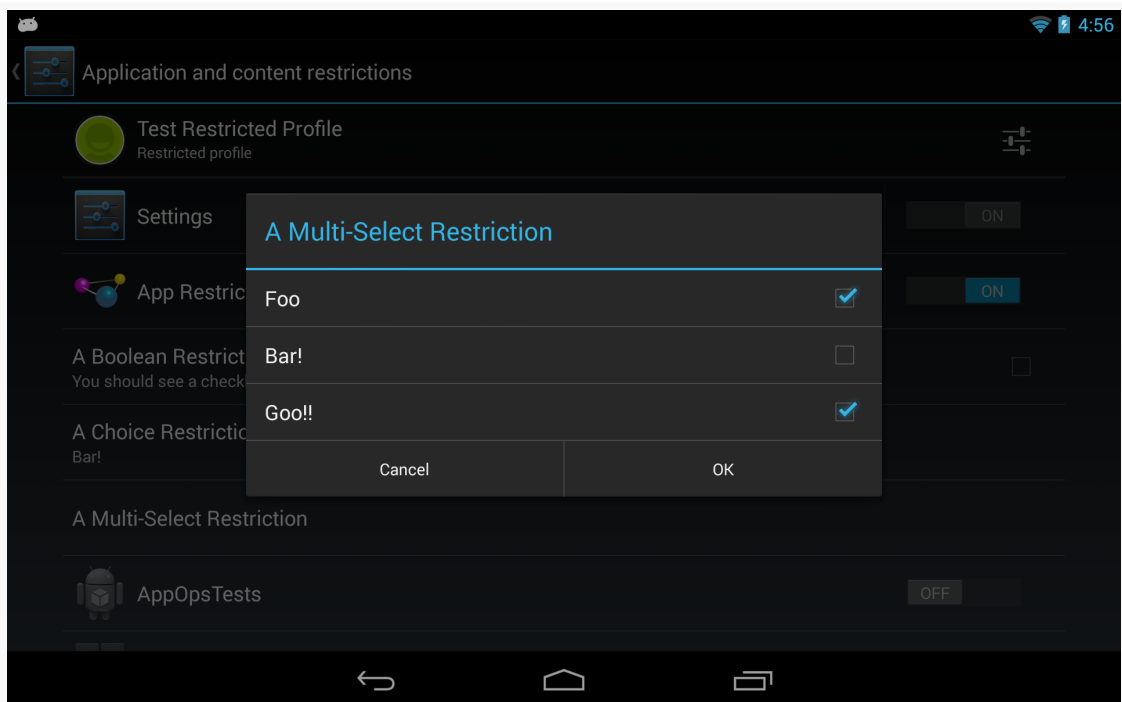 4:56
Application and content restrictions
Test Restricted Profile
Restricted profile
Settings
ON
A Multi-Select Restriction
App Restric
ON
Foo
A Boolean Restrict
You should see a check
Bar!
A Choice Restrictio
Bar!
Goo!!
Cancel
OK
A Multi-Select Restriction
AppOpsTests
OFF